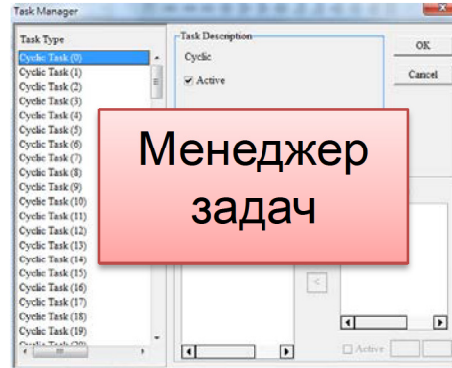 Task Manager
Task Type
Cyclic Task (0)
Cyclic Task (1)
Cyclic Task (2)
Cyclic Task (3)
Cyclic Task (4)
Cyclic Task (5)
Cyclic Task (6)
Cyclic Task (7)
Cyclic Task (8)
Cyclic Task (9)
Cyclic Task (10)
Cyclic Task (11)
Cyclic Task (12)
Cyclic Task (13)
Cyclic Task (14)
Cyclic Task (15)
Cyclic Task (16)
Cyclic Task (17)
Cyclic Task (18)
Cyclic Task (19)
Cyclic Task (20)
Task Description
Cyclic
Active
OK
Cancel
Менеджер
задач
<
Active